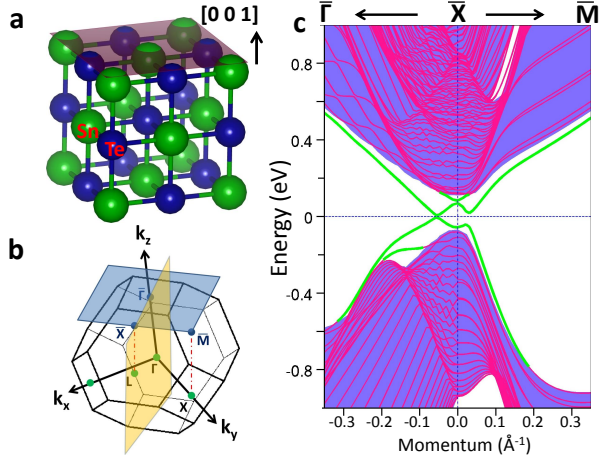 a
[0 0 1]
Sn
Te
b
k_z
Γ̄
X̄
M̄
Γ
L
X
k_x
k_y
c
Γ̄ ← X̄ → M̄
Energy (eV)
0.8
0.4
0
-0.4
-0.8
-0.3 -0.2 -0.1 0.0 0.1 0.2 0.3
Momentum (Å⁻¹)